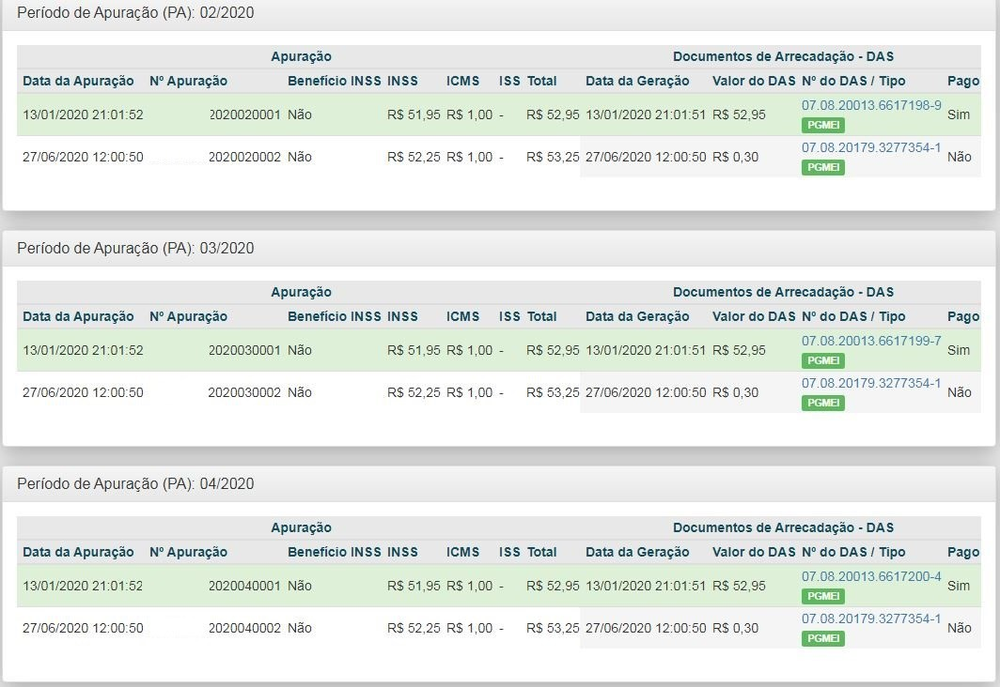 Período de Apuração (PA): 02/2020
Apuração Documentos de Arrecadação - DAS
Data da Apuração Nº Apuração Benefício INSS INSS ICMS ISS Total Data da Geração Valor do DAS Nº do DAS / Tipo Pago
13/01/2020 21:01:52 2020020001 Não R$ 51,95 R$ 1,00 - R$ 52,95 13/01/2020 21:01:51 R$ 52,95 07.08.20013.6617198-9 Sim
PGMEI
27/06/2020 12:00:50 2020020002 Não R$ 52,25 R$ 1,00 - R$ 53,25 27/06/2020 12:00:50 R$ 0,30 07.08.20179.3277354-1 Não
PGMEI
Período de Apuração (PA): 03/2020
Apuração Documentos de Arrecadação - DAS
Data da Apuração Nº Apuração Benefício INSS INSS ICMS ISS Total Data da Geração Valor do DAS Nº do DAS / Tipo Pago
13/01/2020 21:01:52 2020030001 Não R$ 51,95 R$ 1,00 - R$ 52,95 13/01/2020 21:01:51 R$ 52,95 07.08.20013.6617199-7 Sim
PGMEI
27/06/2020 12:00:50 2020030002 Não R$ 52,25 R$ 1,00 - R$ 53,25 27/06/2020 12:00:50 R$ 0,30 07.08.20179.3277354-1 Não
PGMEI
Período de Apuração (PA): 04/2020
Apuração Documentos de Arrecadação - DAS
Data da Apuração Nº Apuração Benefício INSS INSS ICMS ISS Total Data da Geração Valor do DAS Nº do DAS / Tipo Pago
13/01/2020 21:01:52 2020040001 Não R$ 51,95 R$ 1,00 - R$ 52,95 13/01/2020 21:01:51 R$ 52,95 07.08.20013.6617200-4 Sim
PGMEI
27/06/2020 12:00:50 2020040002 Não R$ 52,25 R$ 1,00 - R$ 53,25 27/06/2020 12:00:50 R$ 0,30 07.08.20179.3277354-1 Não
PGMEI